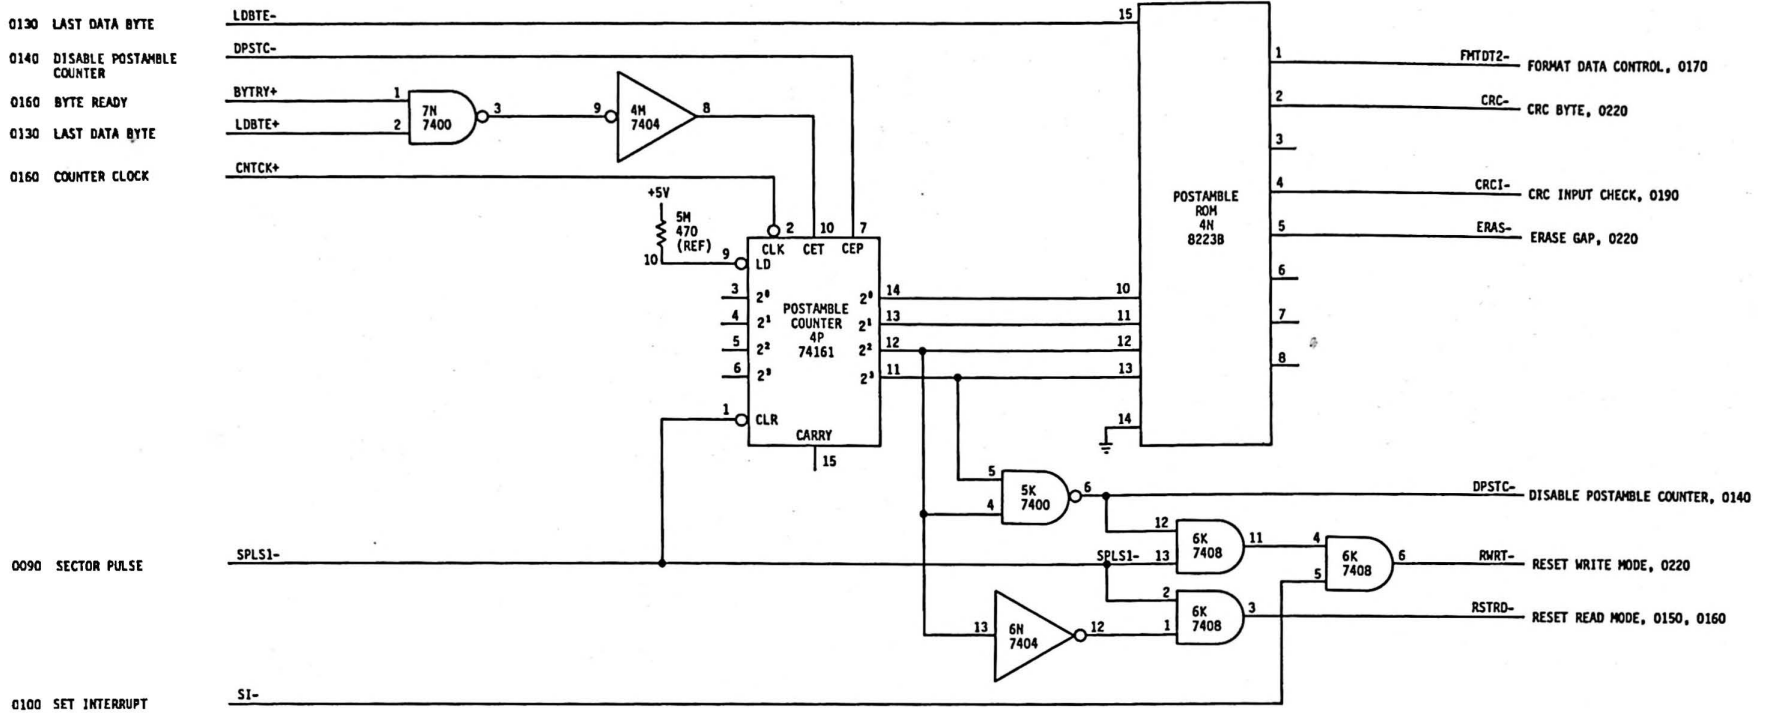 0130 LAST DATA BYTE
LDBTE-
15
0140 DISABLE POSTAMBLE
COUNTER
DPSTC-
0160 BYTE READY
BYTRY+
1
0130 LAST DATA BYTE
LDBTE+
2
7N
7400
3
9
4M
7404
8
0160 COUNTER CLOCK
CNTCK+
+5V
5M
470
(REF)
10
9
2
10
7
CLK CET CEP
LD
3
4
5
6
2⁰
2¹
2²
2³
POSTAMBLE
COUNTER
4P
74161
2⁰
2¹
2²
2³
14
13
12
11
1
CLR
CARRY
15
10
11
12
13
14
POSTAMBLE
ROM
4N
8223B
1
FMTDT2-
FORMAT DATA CONTROL, 0170
2
CRC-
CRC BYTE, 0220
3
4
CRCI-
CRC INPUT CHECK, 0190
5
ERAS-
ERASE GAP, 0220
6
7
8
5
4
5K
7400
6
DPSTC-
DISABLE POSTAMBLE COUNTER, 0140
0090 SECTOR PULSE
SPLS1-
SPLS1-
12
13
6K
7408
11
4
5
6K
7408
6
RWRT-
RESET WRITE MODE, 0220
2
1
6K
7408
3
RSTRD-
RESET READ MODE, 0150, 0160
13
6N
7404
12
0100 SET INTERRUPT
SI-